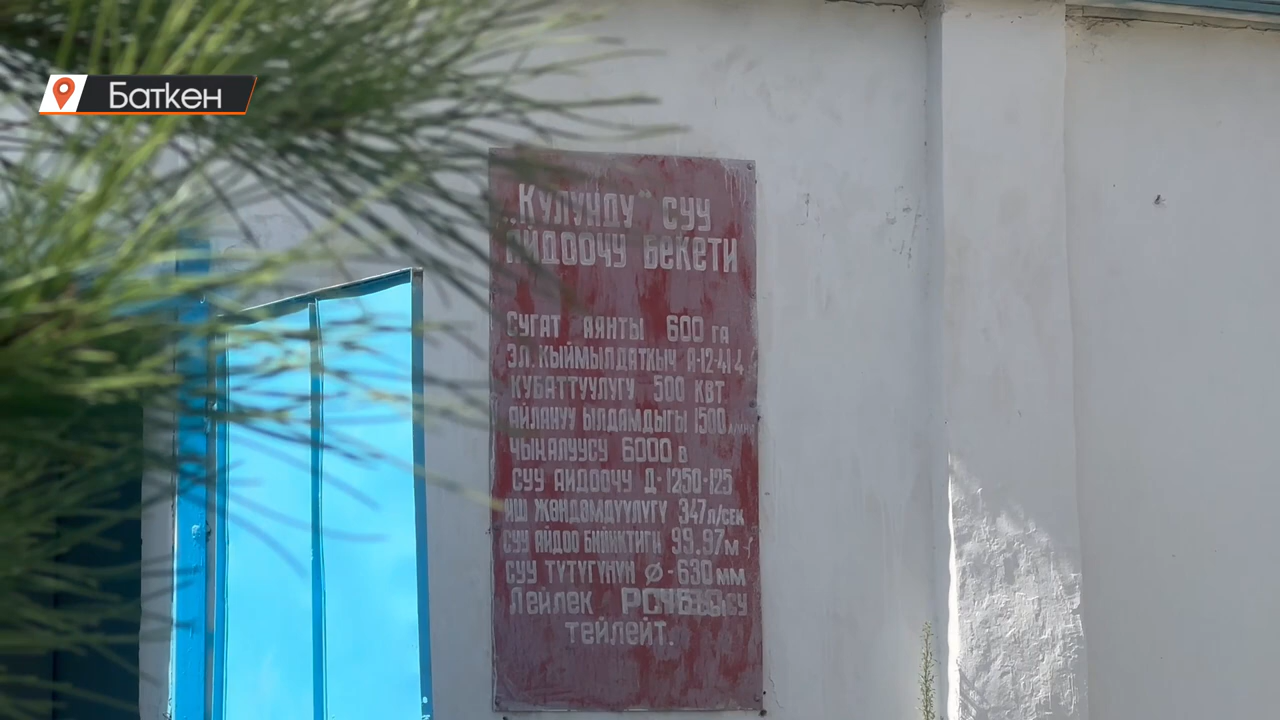 Баткен
„Кулунду“ суу
айдоочу бекети
сугат аянты 600 га
эл. кыймылдаткыч А-12-41-4
кубаттуулугу 500 квт
айлануу ылдамдыгы 1500
чыңалуусу 6000 в
суу айдоочу Д-1250-125
иш жөндөмдүүлүгү 347 л/сек
суу айдоо бийиктиги 99.97 м
суу түтүгүнүн ø-630 мм
Лейлек
тейлейт.